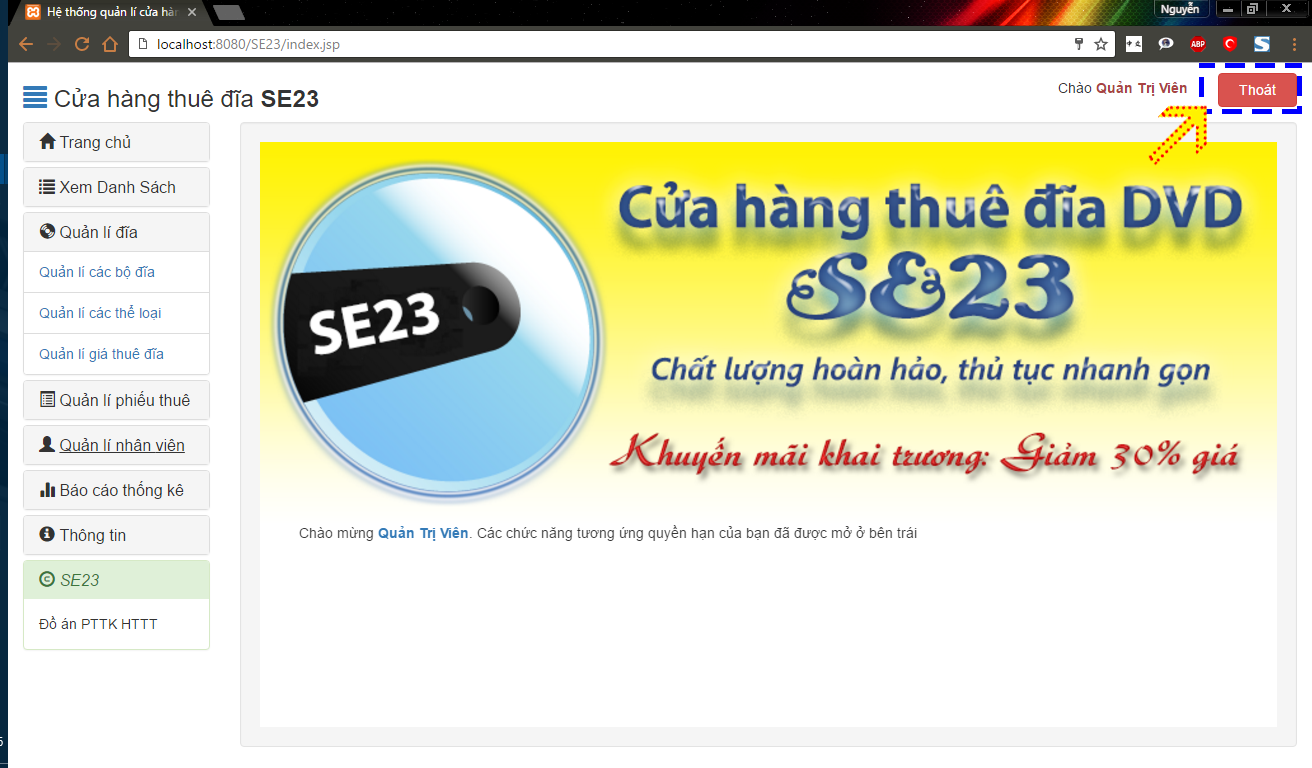 Hệ thống quản lí cửa hàn
Nguyễn
localhost:8080/SE23/index.jsp
ABP
Cửa hàng thuê đĩa SE23
Chào Quản Trị Viên
Thoát
Trang chủ
Xem Danh Sách
Quản lí đĩa
Quản lí các bộ đĩa
Quản lí các thể loại
Quản lí giá thuê đĩa
Quản lí phiếu thuê
Quản lí nhân viên
Báo cáo thống kê
Thông tin
SE23
Đồ án PTTK HTTT
SE23
Cửa hàng thuê đĩa DVD
SE23
Chất lượng hoàn hảo, thủ tục nhanh gọn
Khuyến mãi khai trương: Giảm 30% giá
Chào mừng Quản Trị Viên. Các chức năng tương ứng quyền hạn của bạn đã được mở ở bên trái